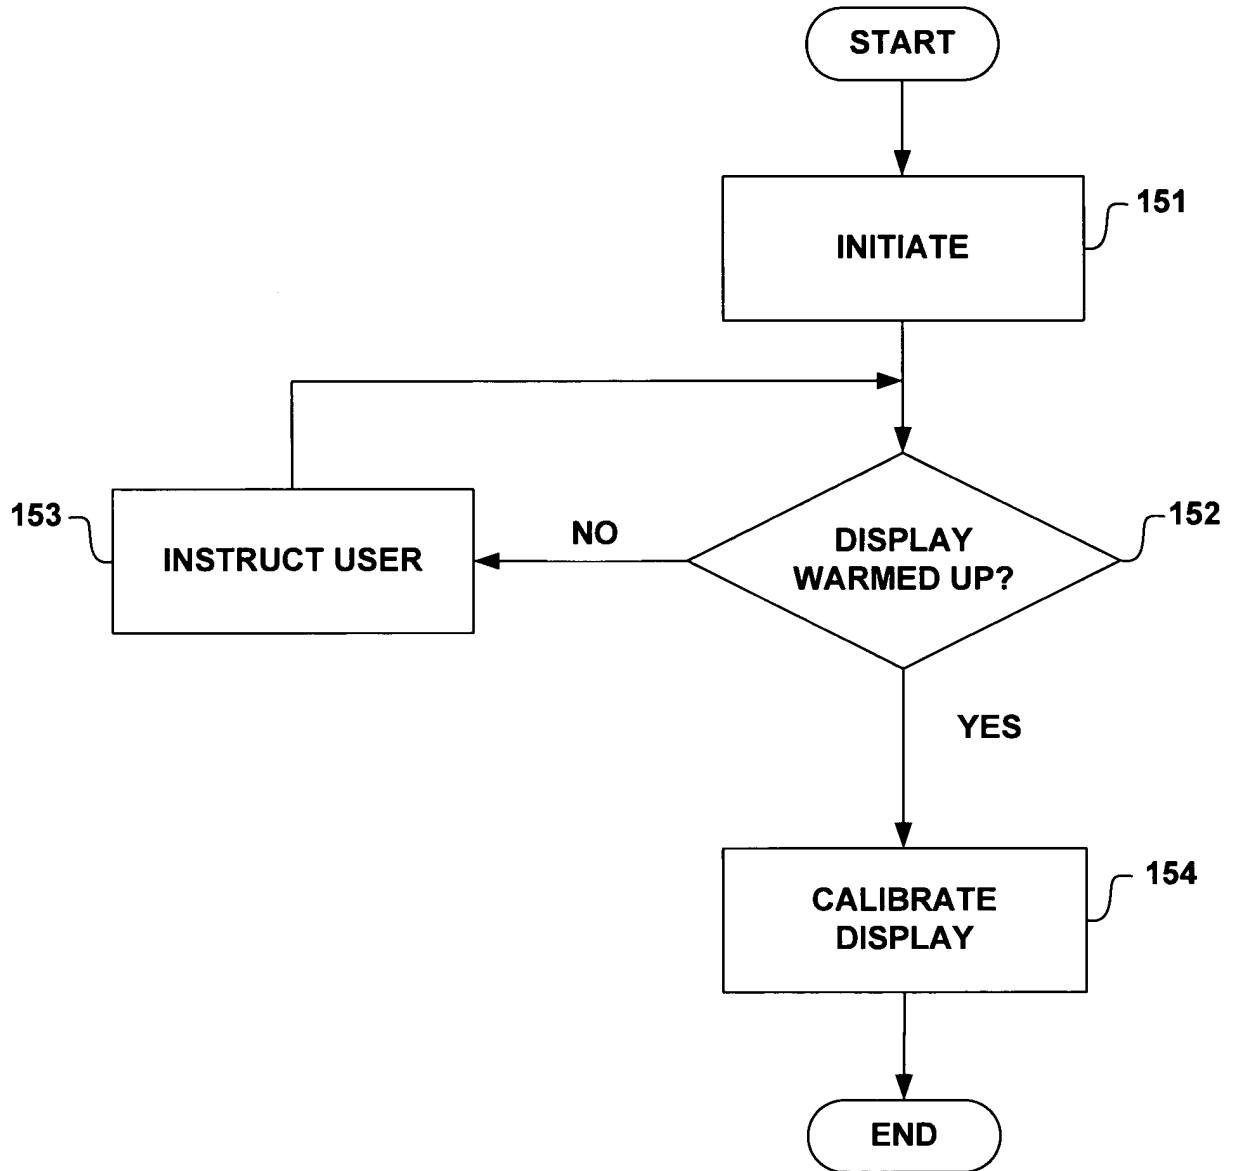 START
151
INITIATE
153
INSTRUCT USER
NO
DISPLAY
WARMED UP?
152
YES
CALIBRATE
DISPLAY
154
END